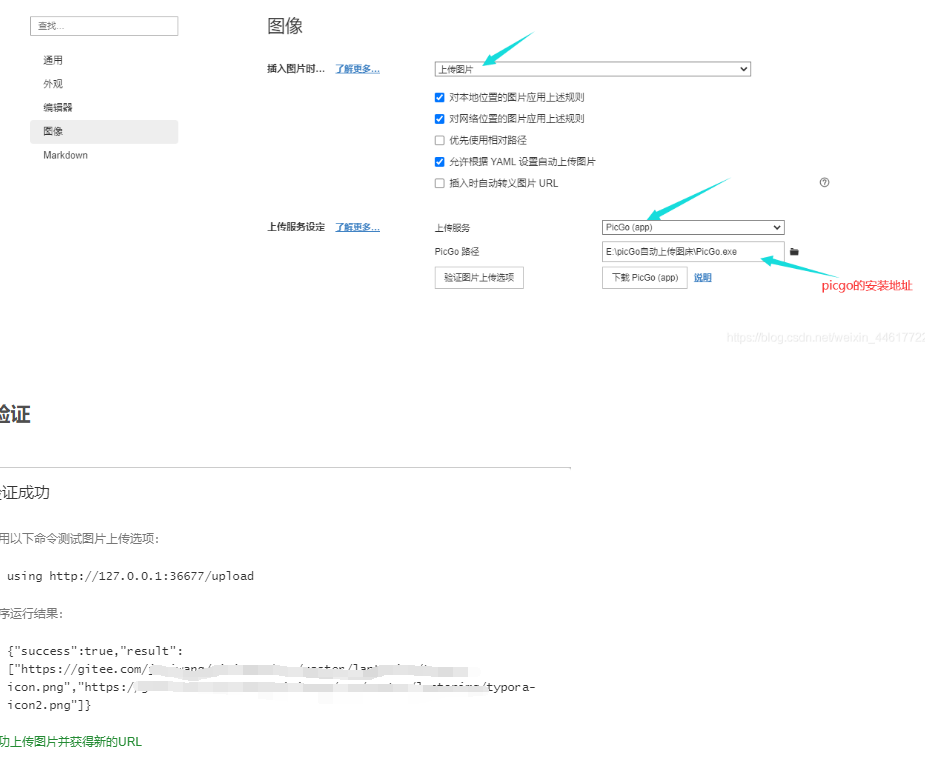 查找...
图像
通用
外观
编辑器
图像
Markdown
插入图片时... 了解更多...
上传图片
对本地位置的图片应用上述规则
对网络位置的图片应用上述规则
优先使用相对路径
允许根据 YAML 设置自动上传图片
插入时自动转义图片 URL
上传服务设定 了解更多...
上传服务 PicGo (app)
PicGo 路径 E:\picGo自动上传图床\PicGo.exe
验证图片上传选项 下载 PicGo (app) 说明
picgo的安装地址
https://blog.csdn.net/weixin_44617722
验证
证成功
用以下命令测试图片上传选项:
using http://127.0.0.1:36677/upload
序运行结果:
{"success":true,"result":
["https://gitee.com/
icon.png","https:/ /typora-
icon2.png"]}
功上传图片并获得新的URL